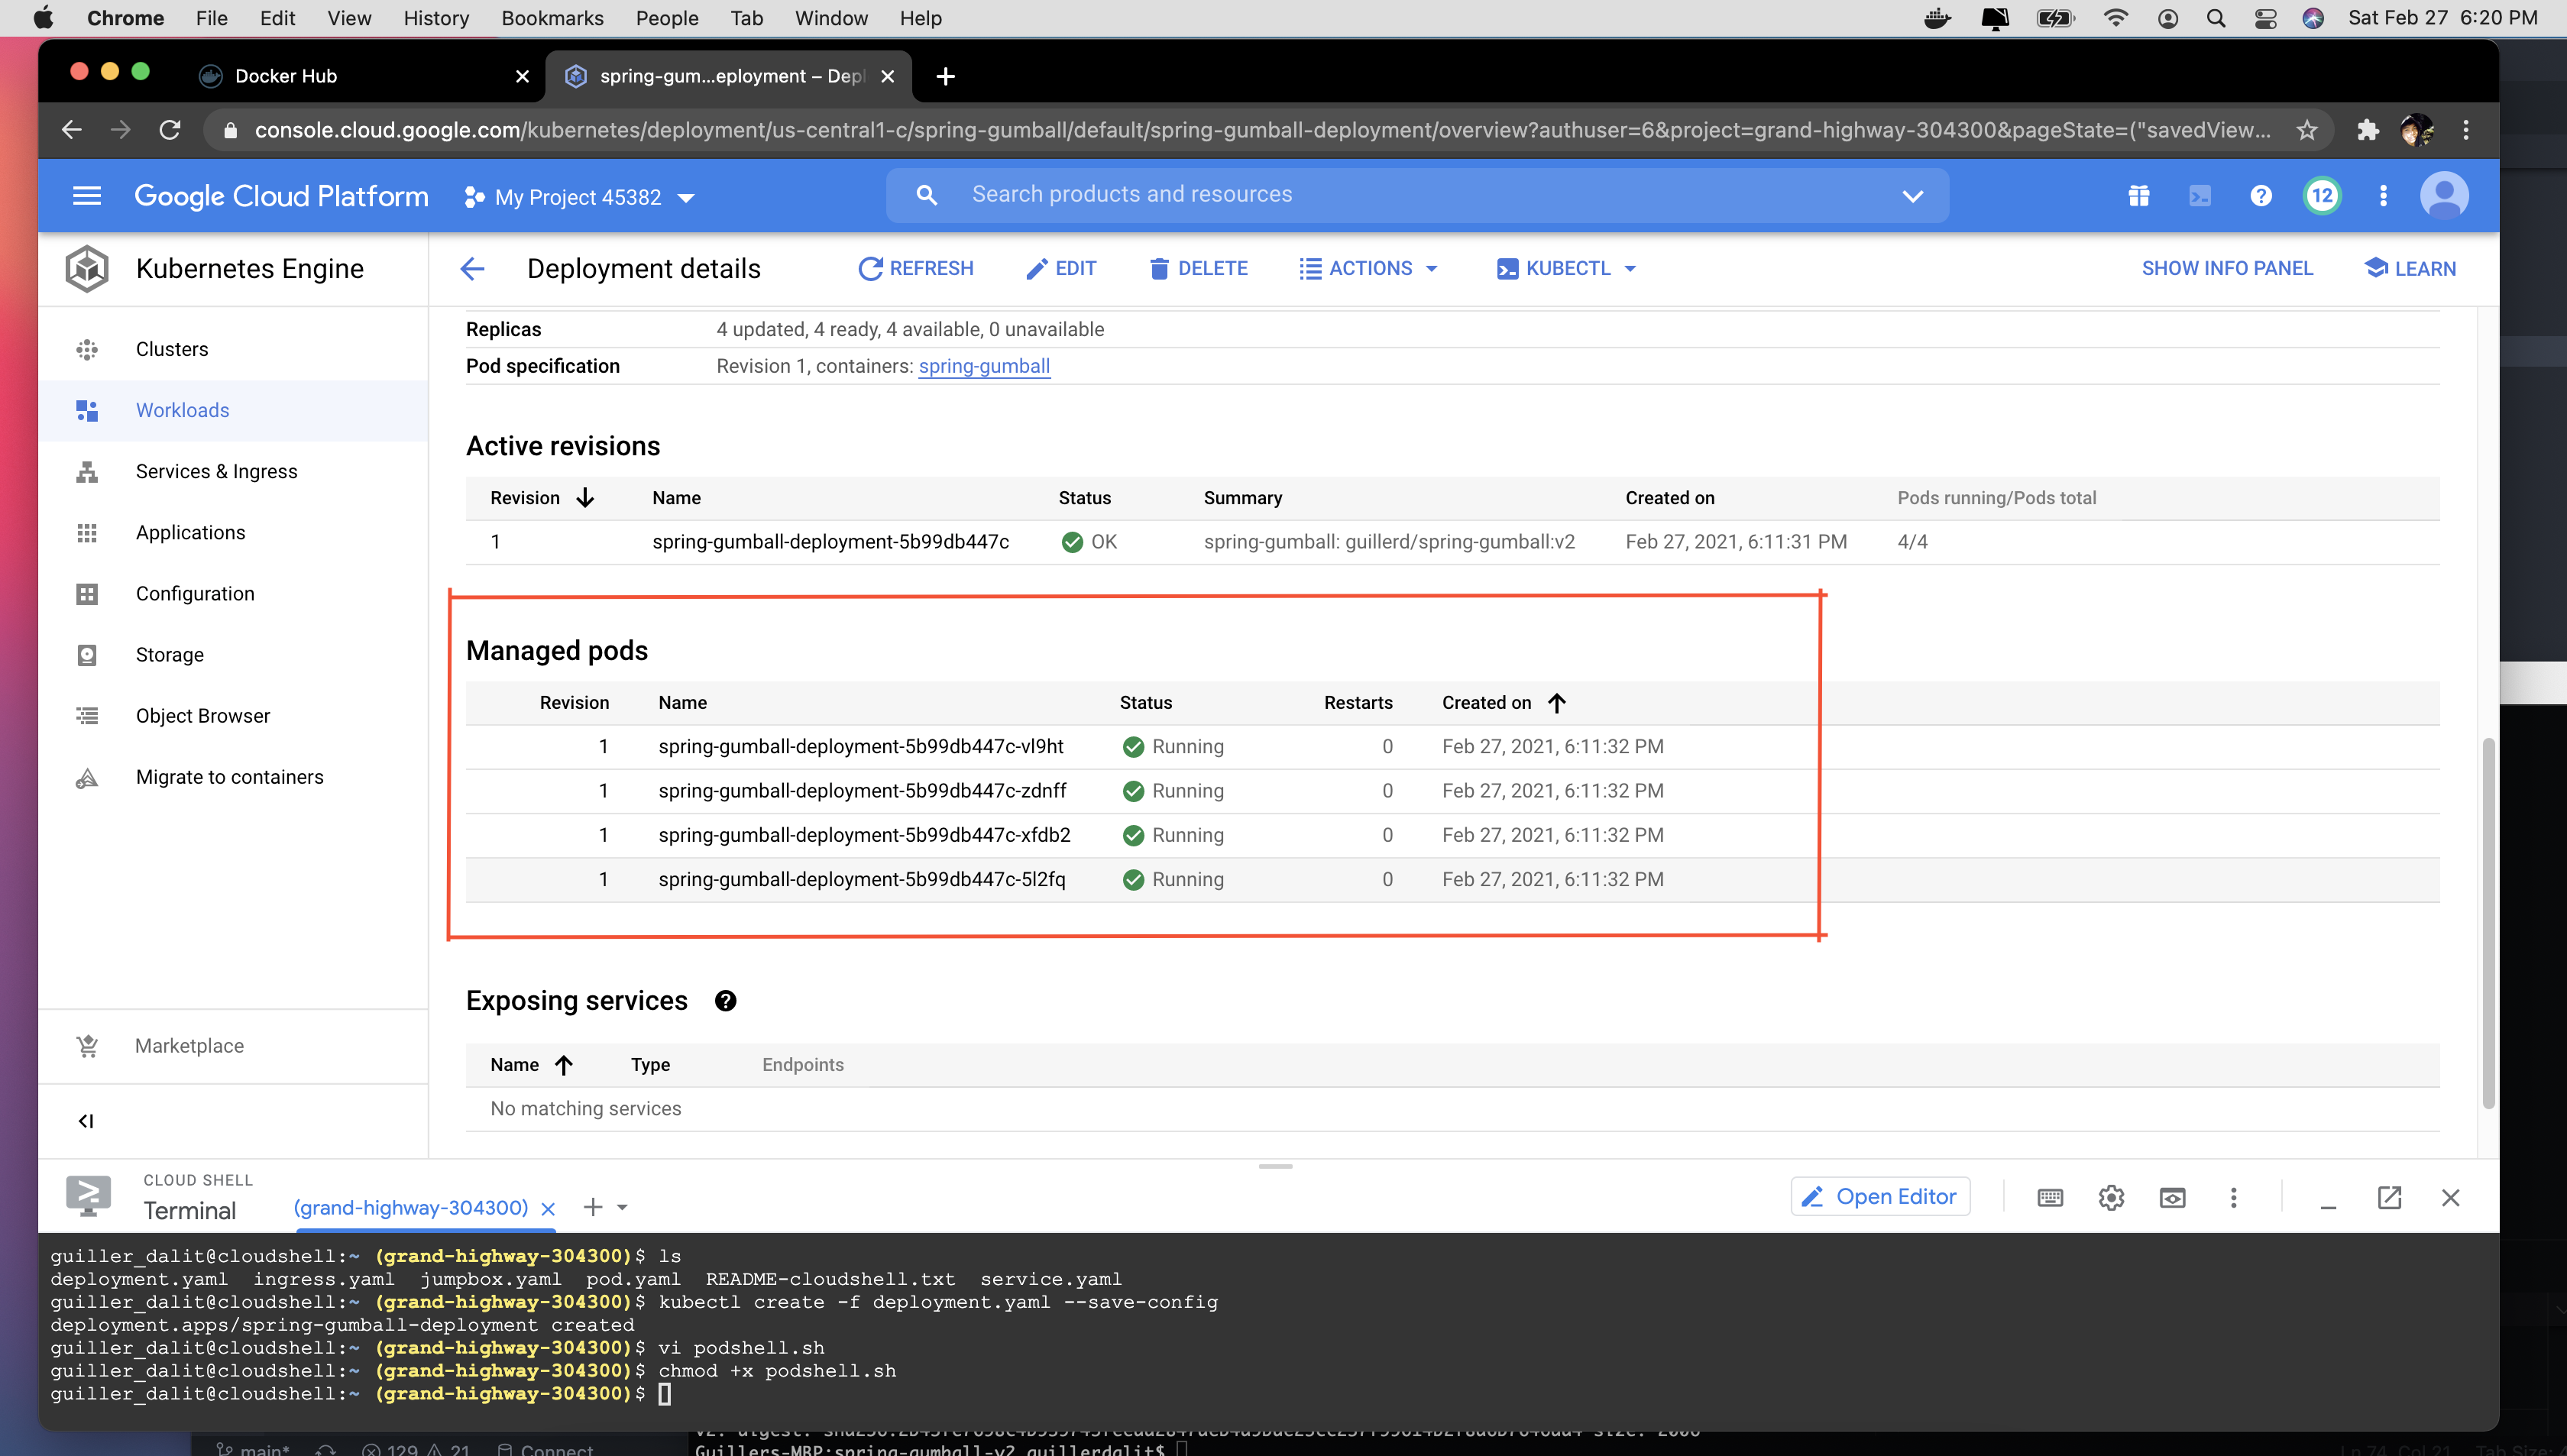 Chrome File Edit View History Bookmarks People Tab Window Help Sat Feb 27 6:20 PM
Docker Hub spring-gum...eployment – Depl
console.cloud.google.com/kubernetes/deployment/us-central1-c/spring-gumball/default/spring-gumball-deployment/overview?authuser=6&project=grand-highway-304300&pageState=("savedView...
Google Cloud Platform My Project 45382 Search products and resources 12
Kubernetes Engine Deployment details REFRESH EDIT DELETE ACTIONS KUBECTL SHOW INFO PANEL LEARN
Clusters
Workloads
Services & Ingress
Applications
Configuration
Storage
Object Browser
Migrate to containers
Marketplace
Replicas 4 updated, 4 ready, 4 available, 0 unavailable
Pod specification Revision 1, containers: spring-gumball
Active revisions
Revision Name Status Summary Created on Pods running/Pods total
1 spring-gumball-deployment-5b99db447c OK spring-gumball: guillerd/spring-gumball:v2 Feb 27, 2021, 6:11:31 PM 4/4
Managed pods
Revision Name Status Restarts Created on
1 spring-gumball-deployment-5b99db447c-vl9ht Running 0 Feb 27, 2021, 6:11:32 PM
1 spring-gumball-deployment-5b99db447c-zdnff Running 0 Feb 27, 2021, 6:11:32 PM
1 spring-gumball-deployment-5b99db447c-xfdb2 Running 0 Feb 27, 2021, 6:11:32 PM
1 spring-gumball-deployment-5b99db447c-5l2fq Running 0 Feb 27, 2021, 6:11:32 PM
Exposing services
Name Type Endpoints
No matching services
CLOUD SHELL
Terminal (grand-highway-304300) Open Editor
guiller_dalit@cloudshell:~ (grand-highway-304300)$ ls
deployment.yaml ingress.yaml jumpbox.yaml pod.yaml README-cloudshell.txt service.yaml
guiller_dalit@cloudshell:~ (grand-highway-304300)$ kubectl create -f deployment.yaml --save-config
deployment.apps/spring-gumball-deployment created
guiller_dalit@cloudshell:~ (grand-highway-304300)$ vi podshell.sh
guiller_dalit@cloudshell:~ (grand-highway-304300)$ chmod +x podshell.sh
guiller_dalit@cloudshell:~ (grand-highway-304300)$
main* 129 21 Connect Guillers-MBP:spring-gumball-v2 guillerdalit$ Ln 74, Col 21 Tab Size: